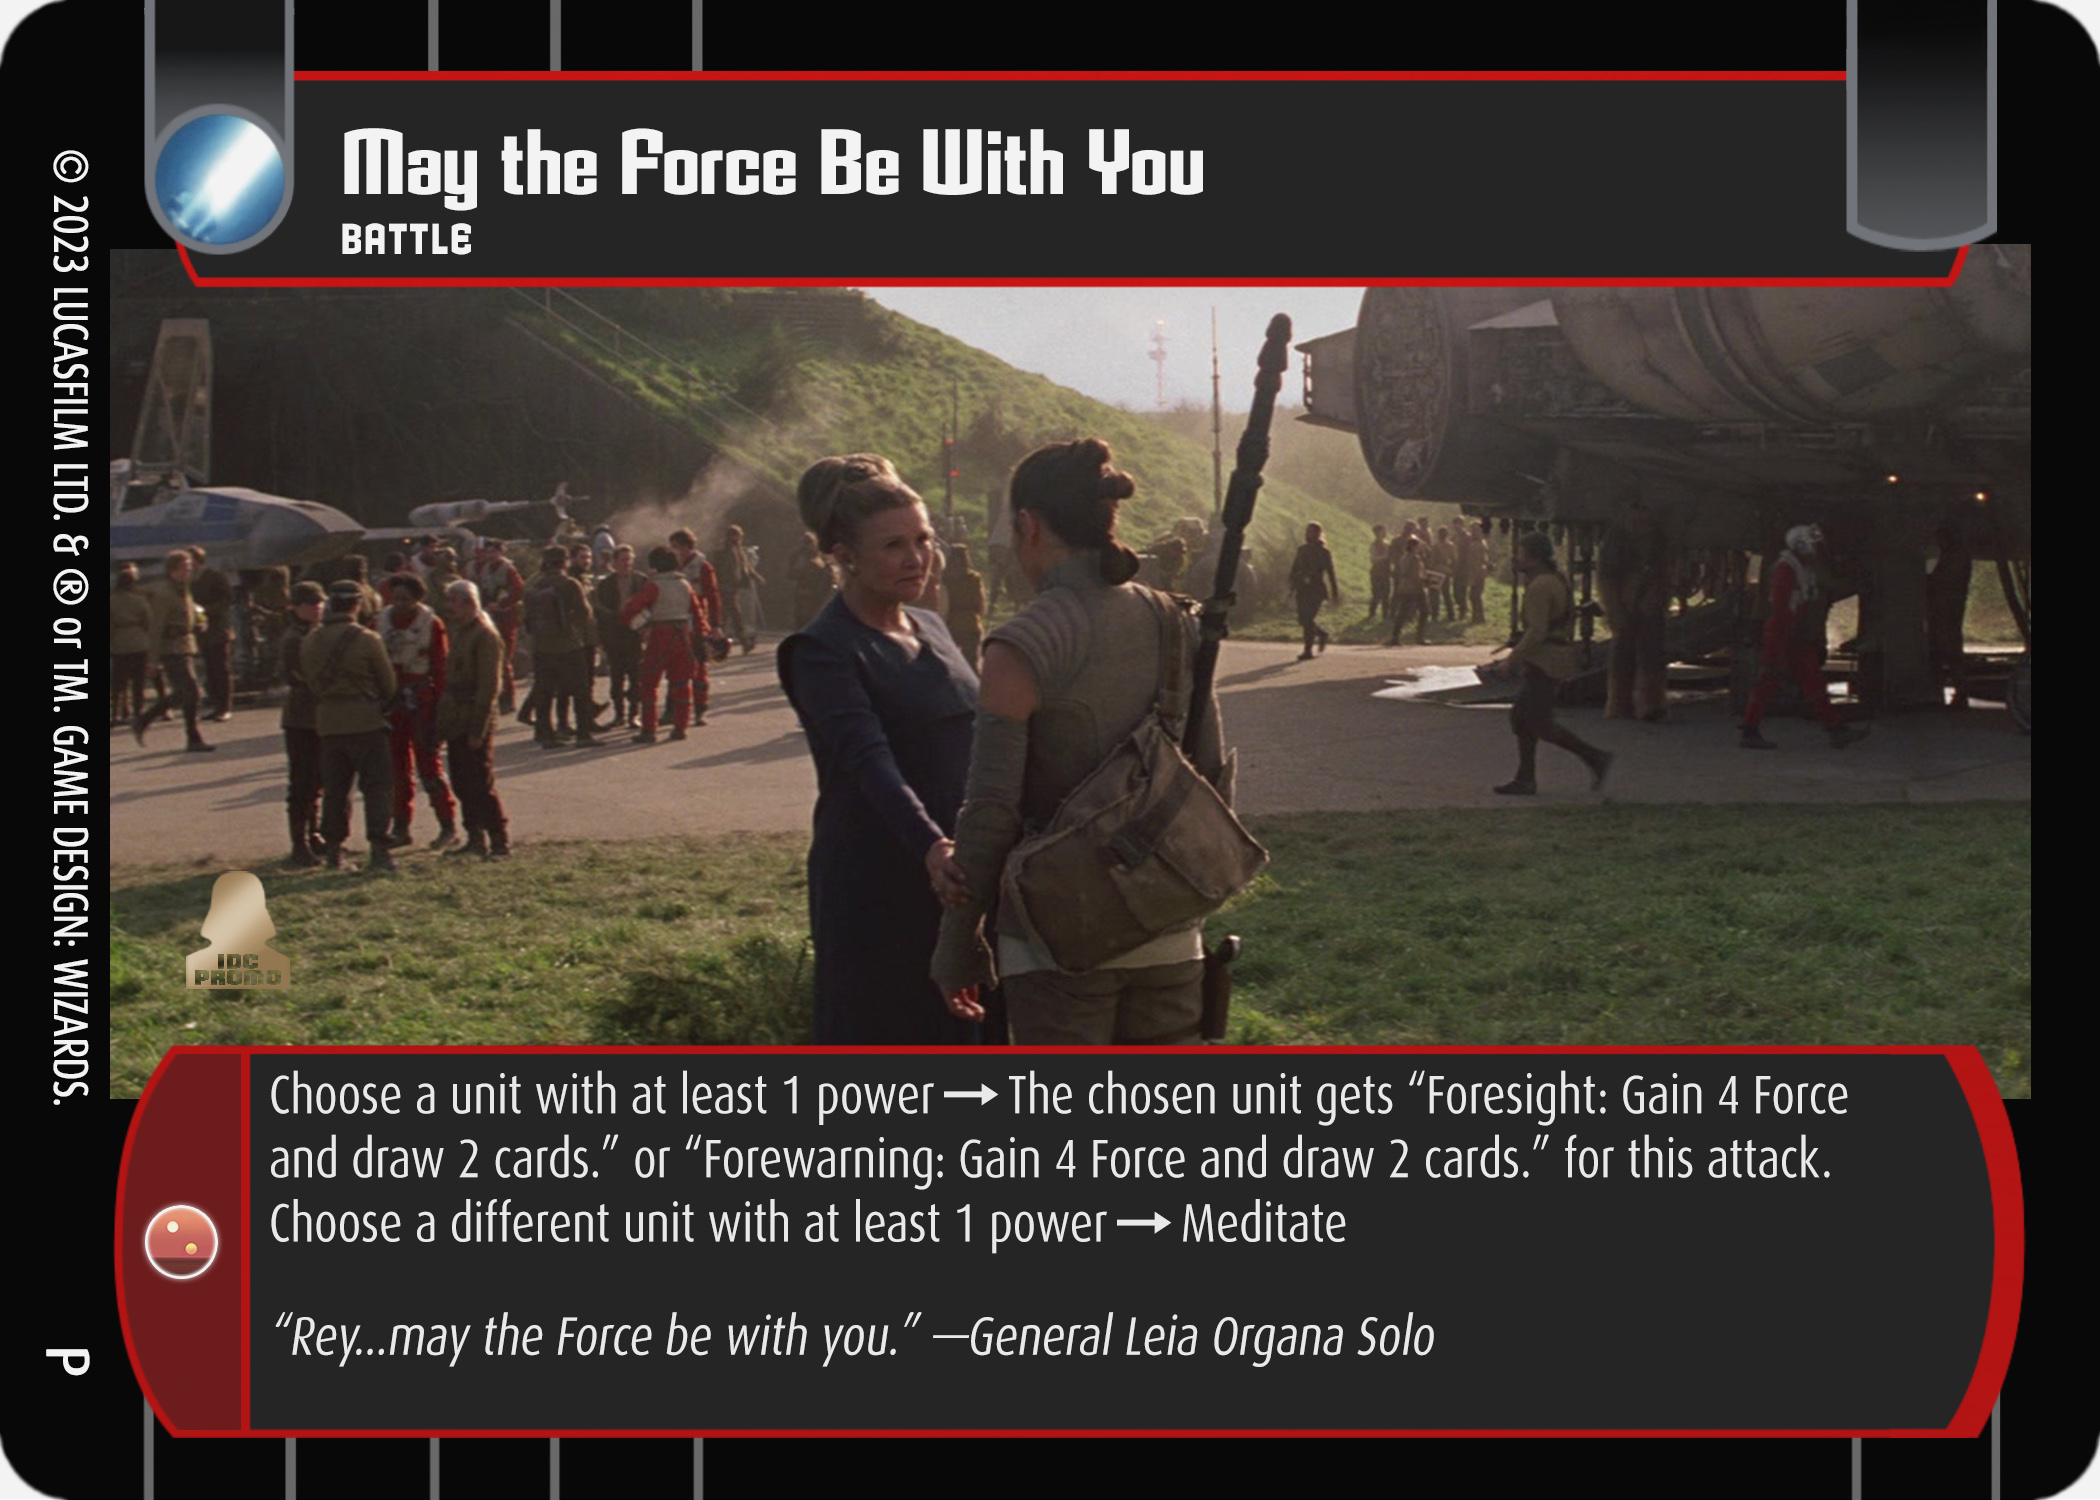 May the Force Be With You
BATTLE
© 2023 LUCASFILM LTD. & ® or TM. GAME DESIGN: WIZARDS.
IDC
PROMO
Choose a unit with at least 1 power → The chosen unit gets “Foresight: Gain 4 Force
and draw 2 cards.” or “Forewarning: Gain 4 Force and draw 2 cards.” for this attack.
Choose a different unit with at least 1 power → Meditate
“Rey...may the Force be with you.” —General Leia Organa Solo
P